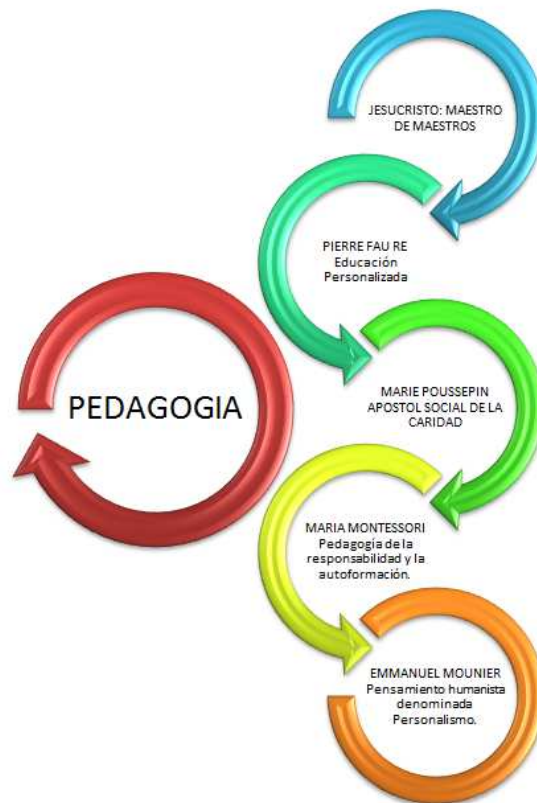 JESUCRISTO: MAESTRO
DE MAESTROS
PIERRE FAU RE
Educación
Personalizada
PEDAGOGIA
MARIE POUSSEPIN
APOSTOL SOCIAL DE LA
CARIDAD
MARIA MONTESSORI
Pedagogía de la
responsabilidad y la
autoformación.
EMMANUEL MOUNIER
Pensamiento humanista
denominada
Personalismo.